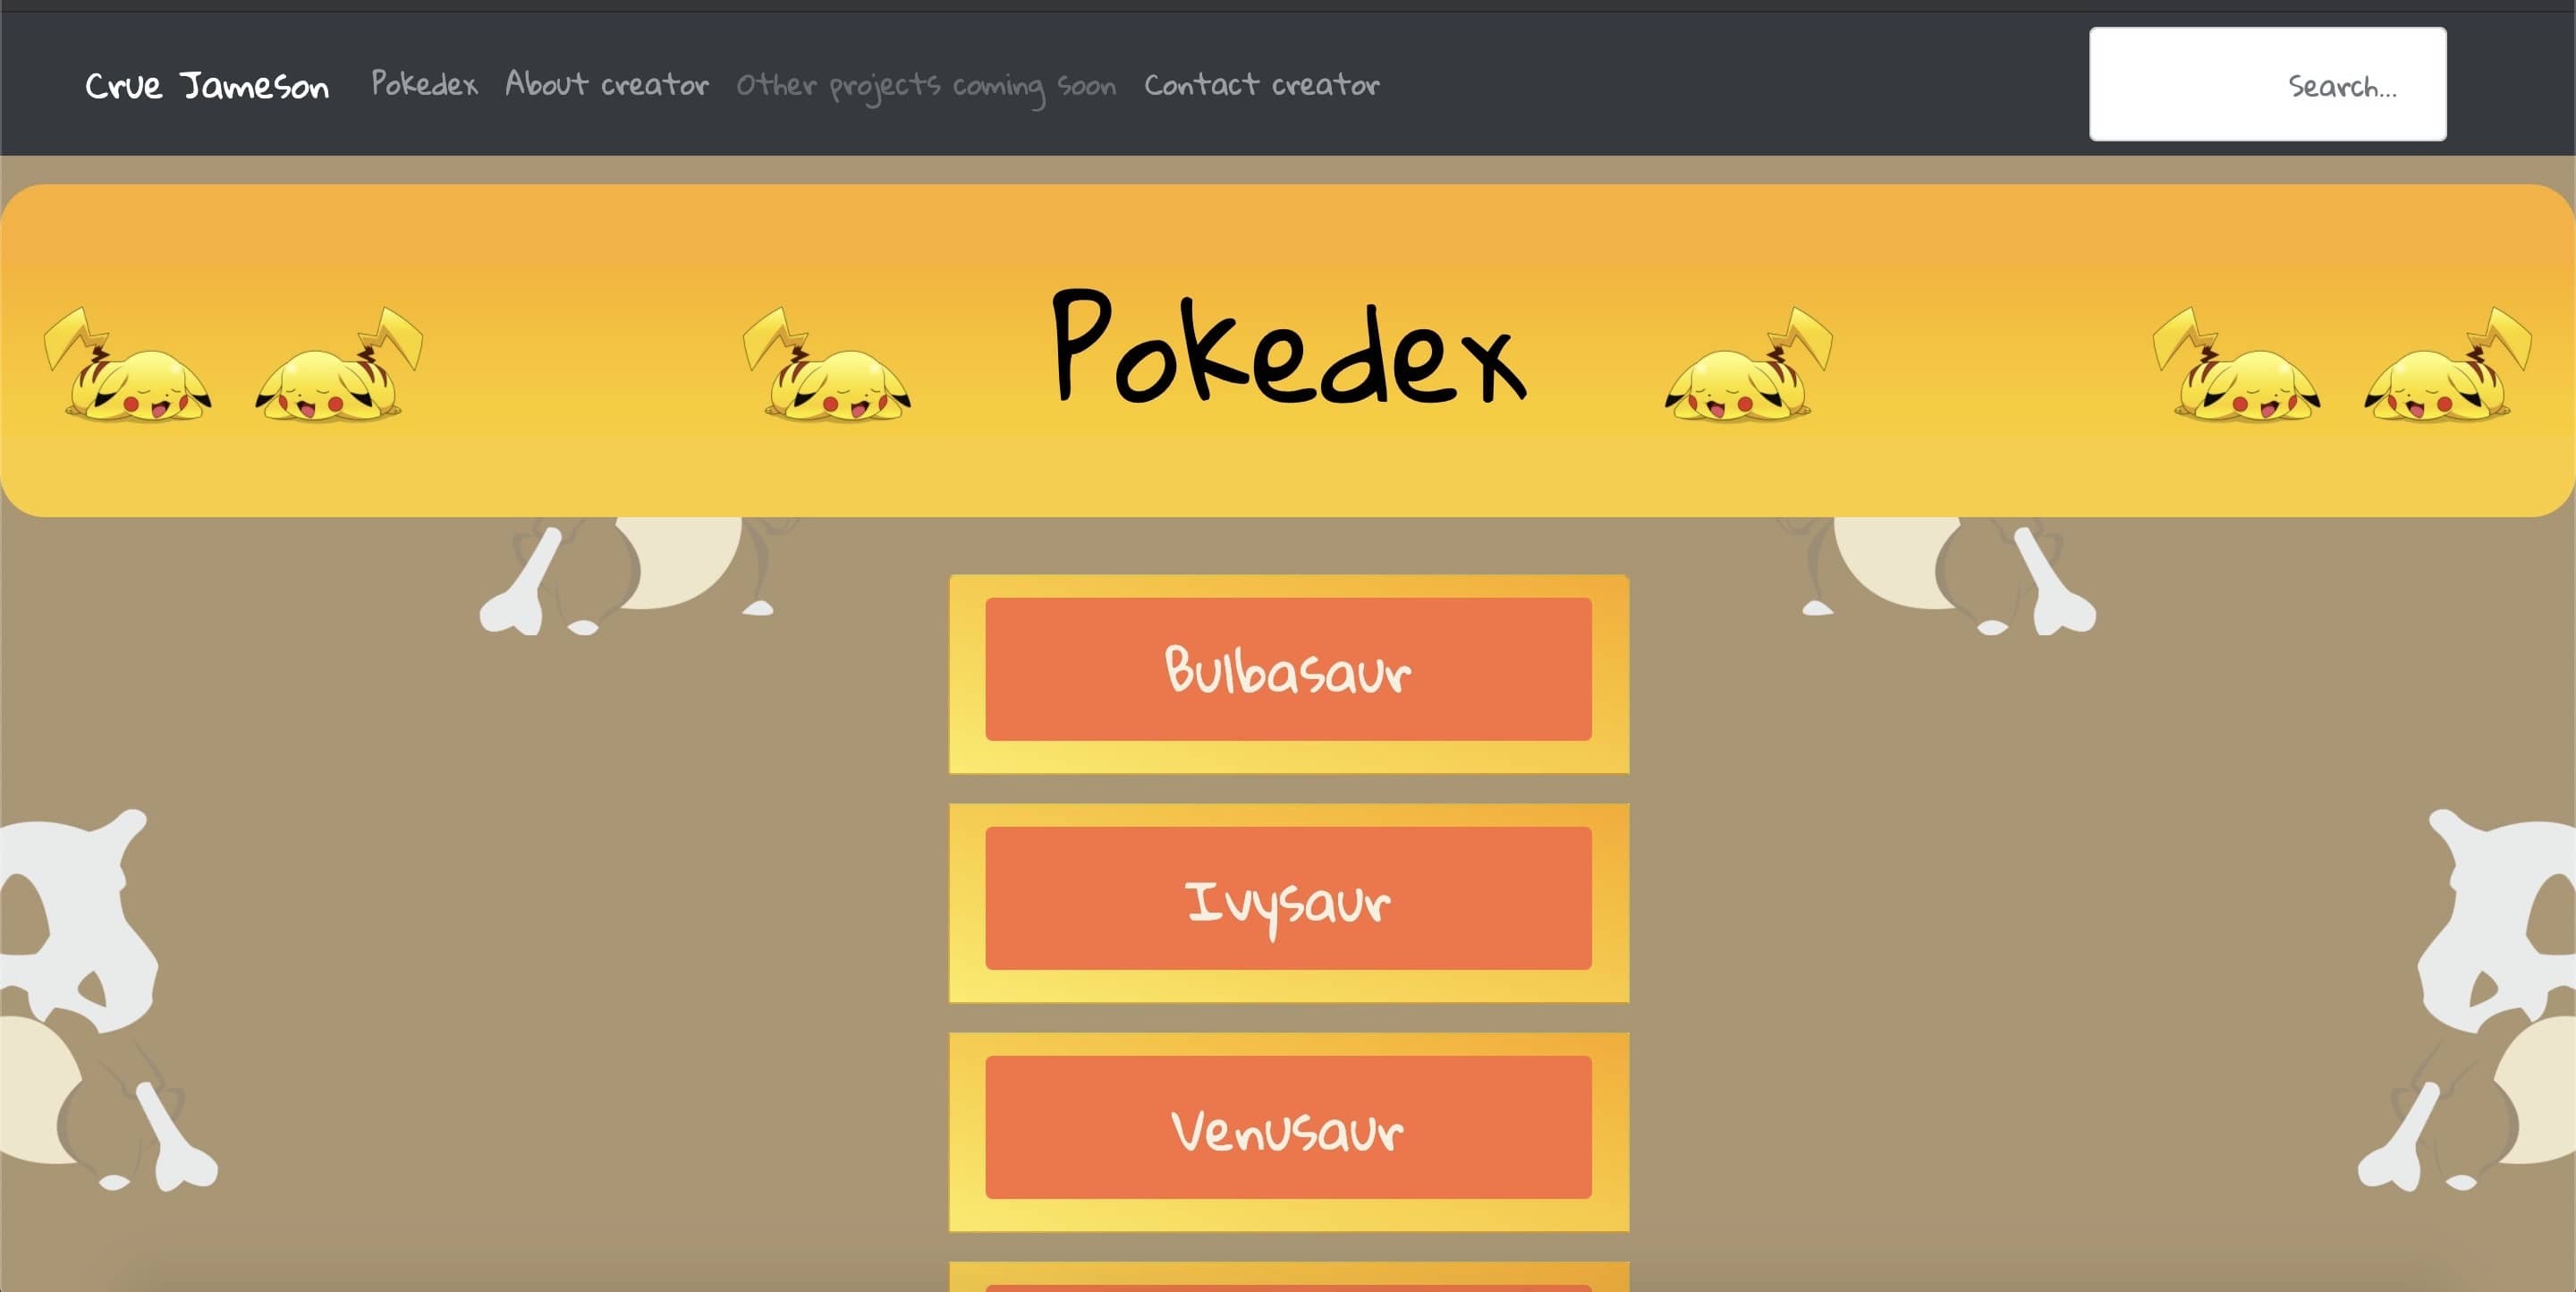 Crue Jameson Pokedex About creator Other projects coming soon Contact creator Search...
Pokedex
Bulbasaur
Ivysaur
Venusaur